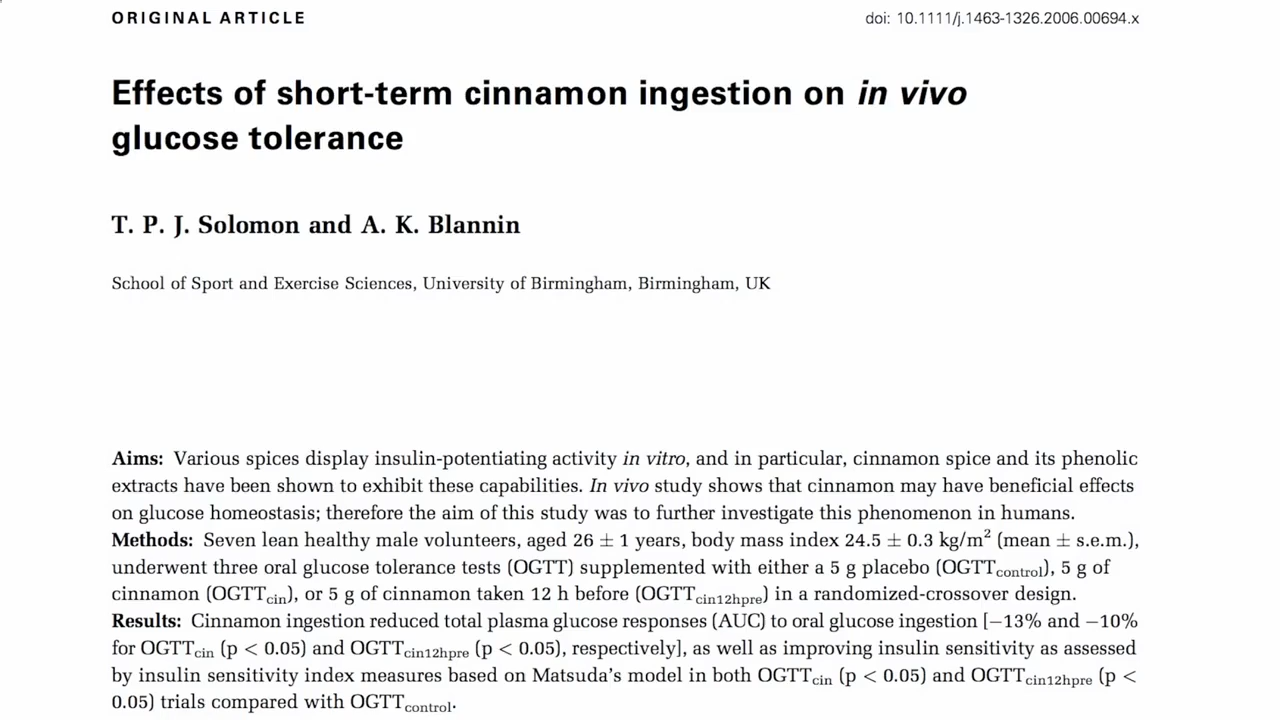 ORIGINAL ARTICLE
doi: 10.1111/j.1463-1326.2006.00694.x
Effects of short-term cinnamon ingestion on in vivo
glucose tolerance
T. P. J. Solomon and A. K. Blannin
School of Sport and Exercise Sciences, University of Birmingham, Birmingham, UK
Aims: Various spices display insulin-potentiating activity in vitro, and in particular, cinnamon spice and its phenolic
extracts have been shown to exhibit these capabilities. In vivo study shows that cinnamon may have beneficial effects
on glucose homeostasis; therefore the aim of this study was to further investigate this phenomenon in humans.
Methods: Seven lean healthy male volunteers, aged 26 ± 1 years, body mass index 24.5 ± 0.3 kg/m² (mean ± s.e.m.),
underwent three oral glucose tolerance tests (OGTT) supplemented with either a 5 g placebo (OGTTcontrol), 5 g of
cinnamon (OGTTcin), or 5 g of cinnamon taken 12 h before (OGTTcin12hpre) in a randomized-crossover design.
Results: Cinnamon ingestion reduced total plasma glucose responses (AUC) to oral glucose ingestion [−13% and −10%
for OGTTcin (p < 0.05) and OGTTcin12hpre (p < 0.05), respectively], as well as improving insulin sensitivity as assessed
by insulin sensitivity index measures based on Matsuda's model in both OGTTcin (p < 0.05) and OGTTcin12hpre (p <
0.05) trials compared with OGTTcontrol.